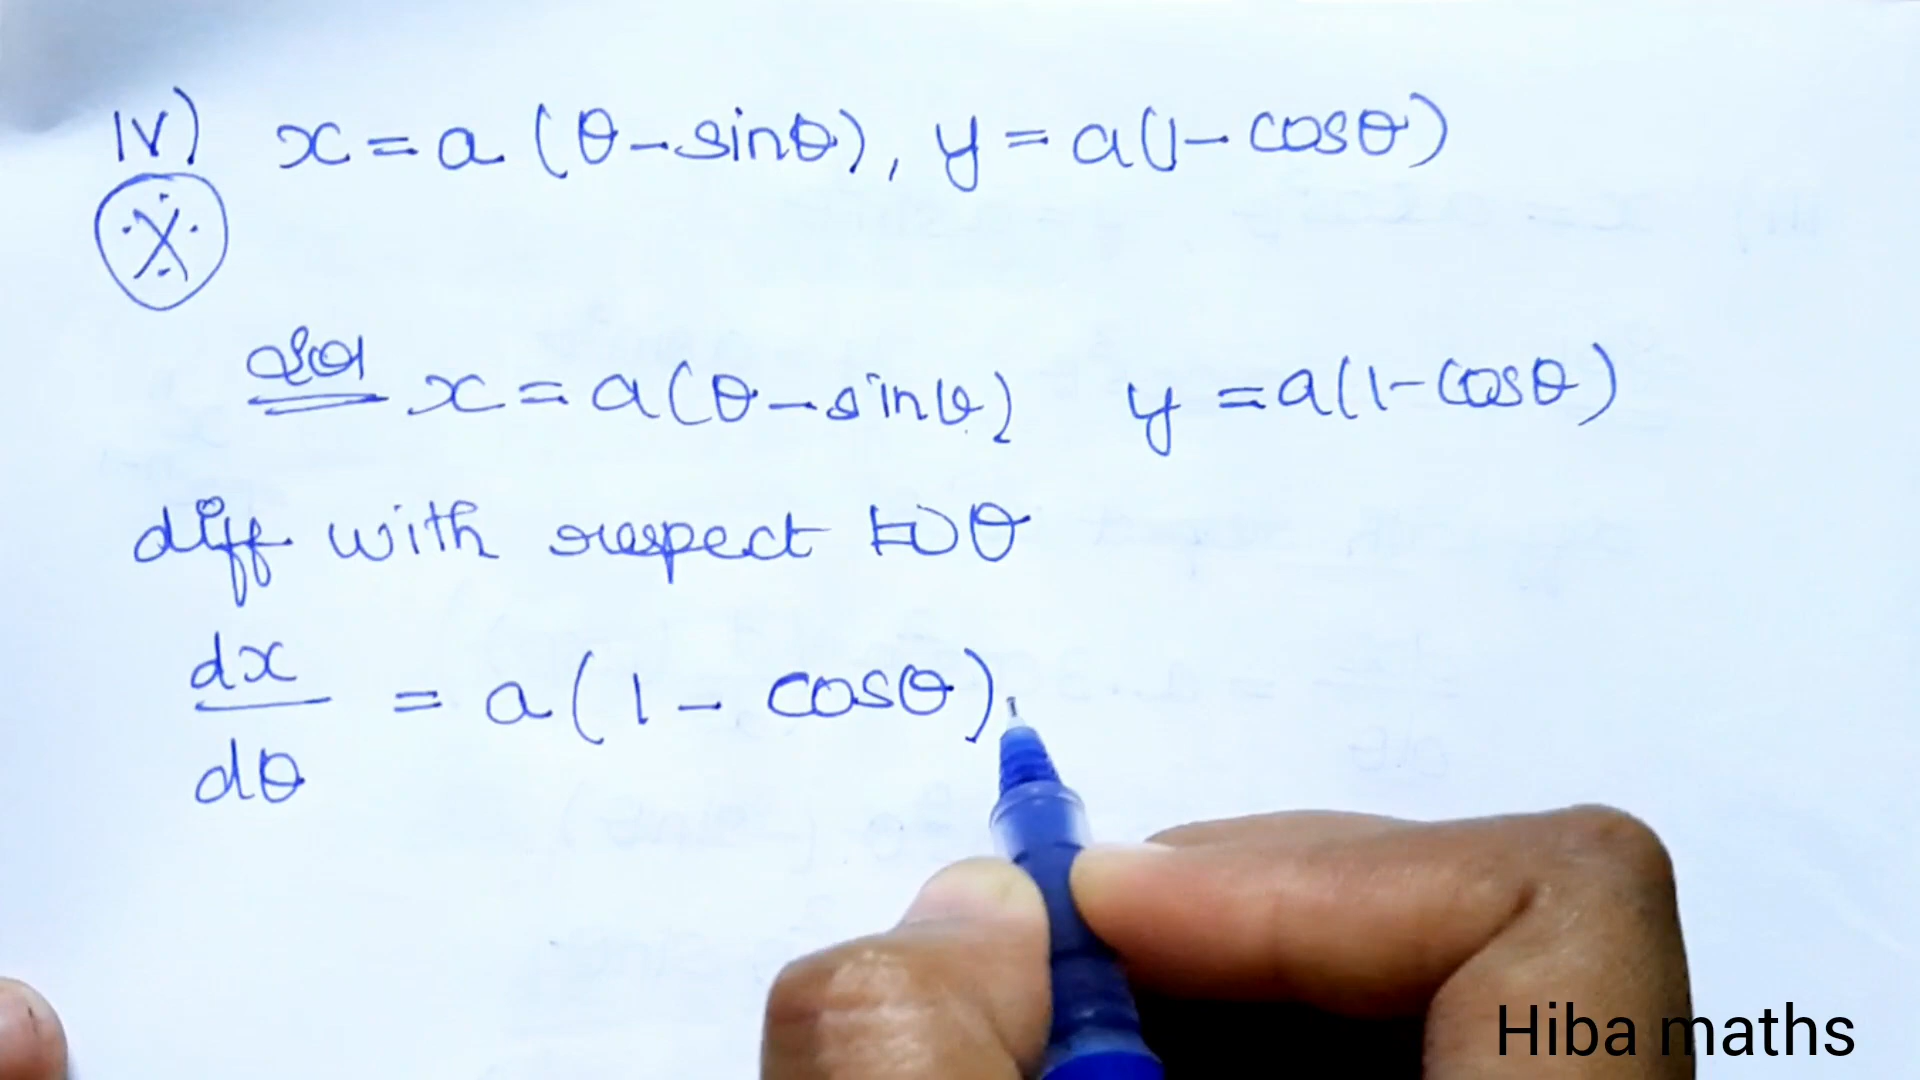 IV) x = a (θ - sinθ), y = a(1 - cosθ)
X
Sol x = a(θ - sinθ) y = a(1 - cosθ)
diff with respect to θ
dx/dθ = a(1 - cosθ)
Hiba maths